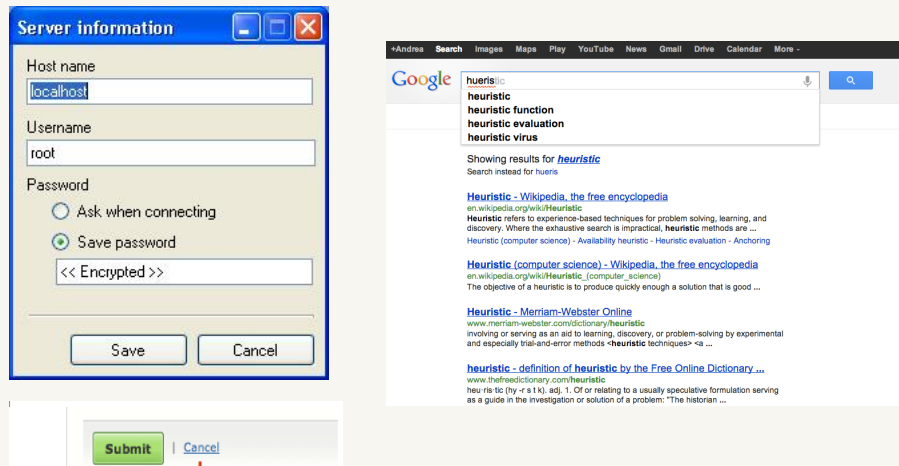 Server information
Host name
localhost
Username
root
Password
Ask when connecting
Save password
<< Encrypted >>
Save Cancel
Submit | Cancel
+Andrea Search Images Maps Play YouTube News Gmail Drive Calendar More -
Google hueristic
heuristic
heuristic function
heuristic evaluation
heuristic virus
Showing results for heuristic
Search instead for hueris
Heuristic - Wikipedia, the free encyclopedia
en.wikipedia.org/wiki/Heuristic
Heuristic refers to experience-based techniques for problem solving, learning, and
discovery. Where the exhaustive search is impractical, heuristic methods are ...
Heuristic (computer science) - Availability heuristic - Heuristic evaluation - Anchoring
Heuristic (computer science) - Wikipedia, the free encyclopedia
en.wikipedia.org/wiki/Heuristic_(computer_science)
The objective of a heuristic is to produce quickly enough a solution that is good ...
Heuristic - Merriam-Webster Online
www.merriam-webster.com/dictionary/heuristic
involving or serving as an aid to learning, discovery, or problem-solving by experimental
and especially trial-and-error methods <heuristic techniques> <a ...
heuristic - definition of heuristic by the Free Online Dictionary ...
www.thefreedictionary.com/heuristic
heu·ris·tic (hy -r s t k). adj. 1. Of or relating to a usually speculative formulation serving
as a guide in the investigation or solution of a problem: "The historian ...